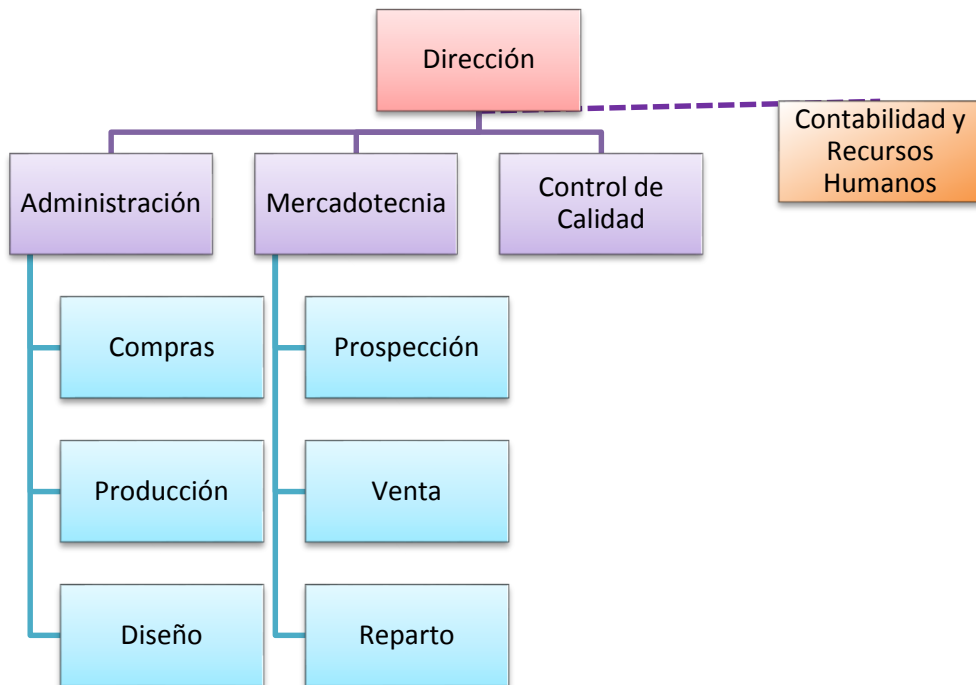 Dirección
Contabilidad y
Recursos
Humanos
Administración
Mercadotecnia
Control de
Calidad
Compras
Prospección
Producción
Venta
Diseño
Reparto